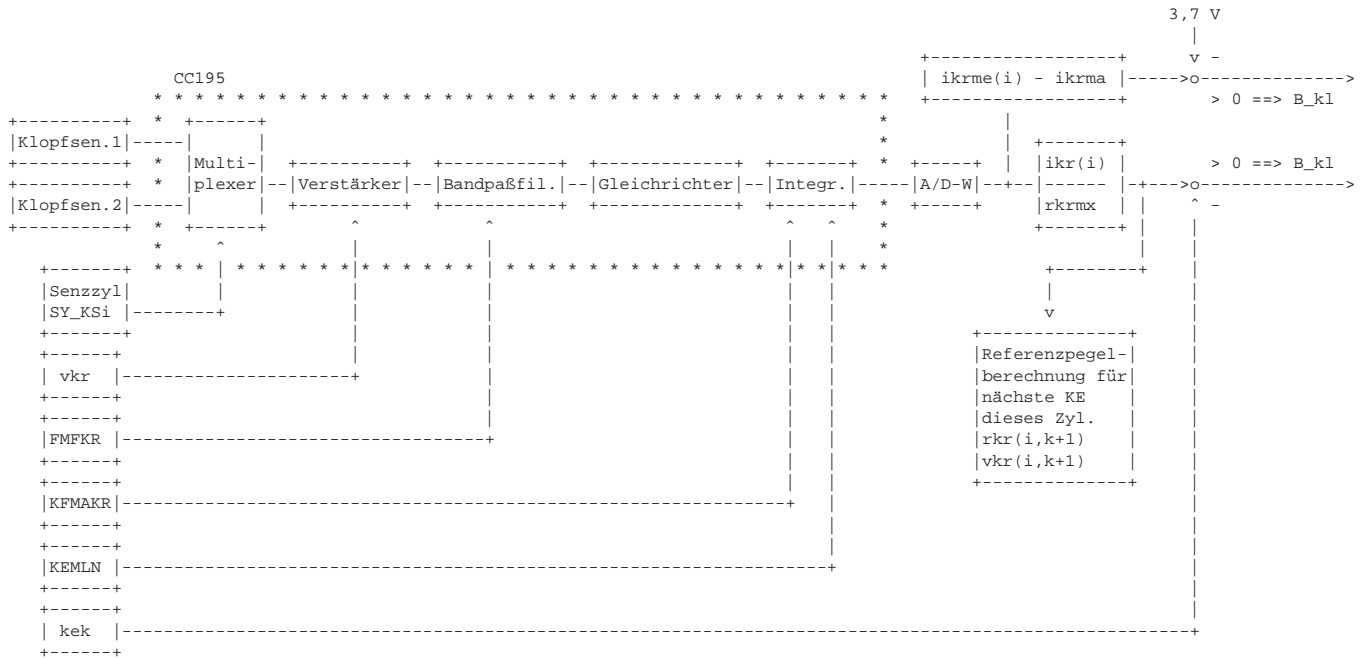 3,7 V
CC195
ikrme(i) - ikrma
-
> 0 ==> B_kl
Klopfsen.1
Klopfsen.2
Multi-
plexer
Verstärker
Bandpaßfil.
Gleichrichter
Integr.
A/D-W
ikr(i)
------
rkrmx
> 0 ==> B_kl
-
Senzzyl
SY_KSi
vkr
FMFKR
KFMAKR
KEMLN
kek
Referenzpegel-
berechnung für
nächste KE
dieses Zyl.
rkr(i,k+1)
vkr(i,k+1)